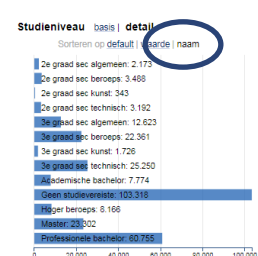 Studieniveau basis | detail
Sorteren op default | waarde | naam
2e graad sec algemeen: 2.173
2e graad sec beroeps: 3.488
2e graad sec kunst: 343
2e graad sec technisch: 3.192
3e graad sec algemeen: 12.623
3e graad sec beroeps: 22.361
3e graad sec kunst: 1.726
3e graad sec technisch: 25.250
Academische bachelor: 7.774
Geen studievereiste: 103.318
Hoger beroeps: 8.166
Master: 23.302
Professionele bachelor: 60.755
0 20.000 40.000 60.000 80.000 100.000